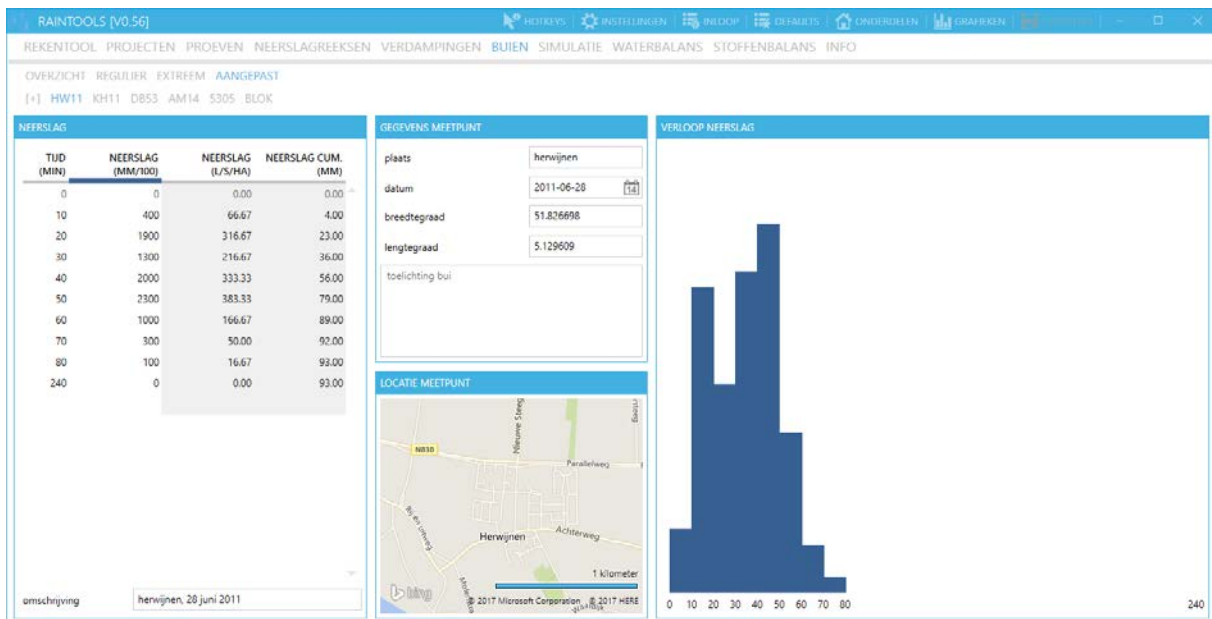 RAINTOOLS [V0.56] HOTKEYS INSTELLINGEN INLOOP DEFAULTS ONDERDELEN GRAFIEKEN
REKENTOOL PROJECTEN PROEVEN NEERSLAGREEKSEN VERDAMPINGEN BUIEN SIMULATIE WATERBALANS STOFFENBALANS INFO
OVERZICHT REGULIER EXTREEM AANGEPAST
[+] HW11 KH11 DB53 AM14 5305 BLOK
NEERSLAG
TIJD (MIN) NEERSLAG (MM/100) NEERSLAG (L/S/HA) NEERSLAG CUM. (MM)
0 0 0.00 0.00
10 400 66.67 4.00
20 1900 316.67 23.00
30 1300 216.67 36.00
40 2000 333.33 56.00
50 2300 383.33 79.00
60 1000 166.67 89.00
70 300 50.00 92.00
80 100 16.67 93.00
240 0 0.00 93.00
omschrijving herwijnen, 28 juni 2011
GEGEVENS MEETPUNT
plaats herwijnen
datum 2011-06-28 14
breedtegraad 51.826698
lengtegraad 5.129609
toelichting bui
LOCATIE MEETPUNT
Nieuwe Steeg
N830
Parallelweg
Achterweg
Herwijnen
1 kilometer
bing
© 2017 Microsoft Corporation © 2017 HERE
VERLOOP NEERSLAG
0 10 20 30 40 50 60 70 80 240